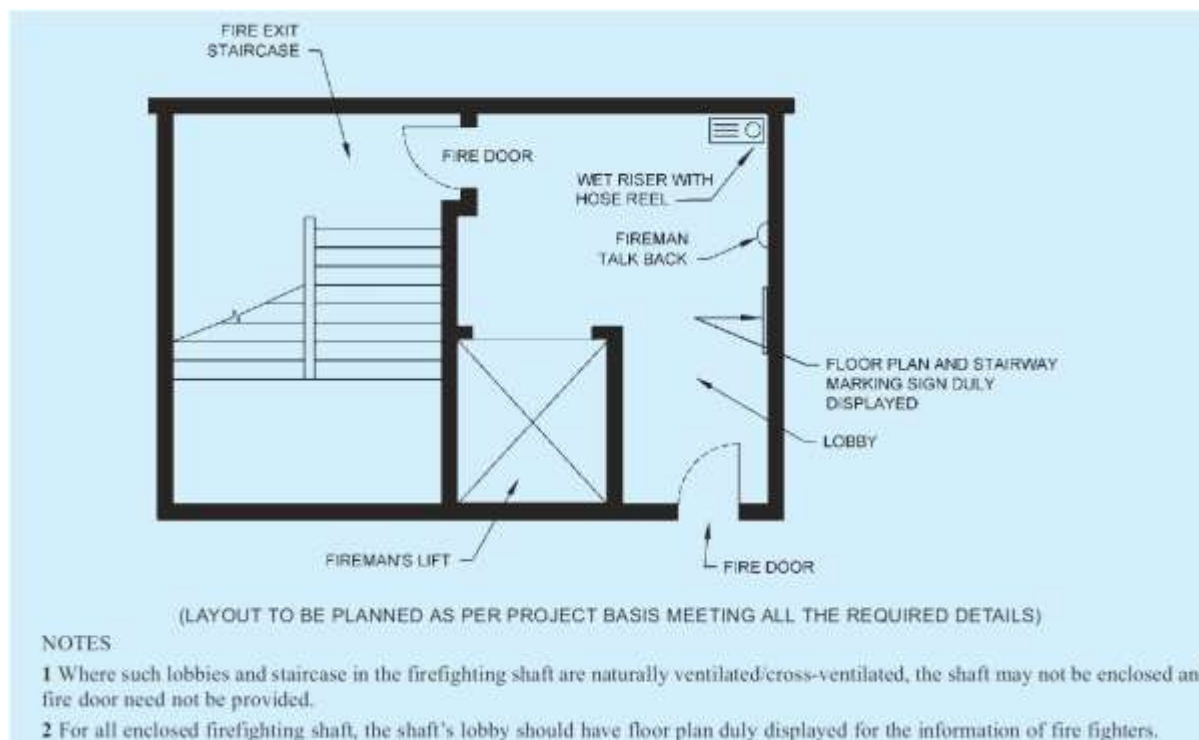 FIRE EXIT
STAIRCASE
FIRE DOOR
WET RISER WITH
HOSE REEL
FIREMAN
TALK BACK
FLOOR PLAN AND STAIRWAY
MARKING SIGN DULY
DISPLAYED
LOBBY
FIREMAN'S LIFT
FIRE DOOR
(LAYOUT TO BE PLANNED AS PER PROJECT BASIS MEETING ALL THE REQUIRED DETAILS)
NOTES
1 Where such lobbies and staircase in the firefighting shaft are naturally ventilated/cross-ventilated, the shaft may not be enclosed an
fire door need not be provided.
2 For all enclosed firefighting shaft, the shaft's lobby should have floor plan duly displayed for the information of fire fighters.